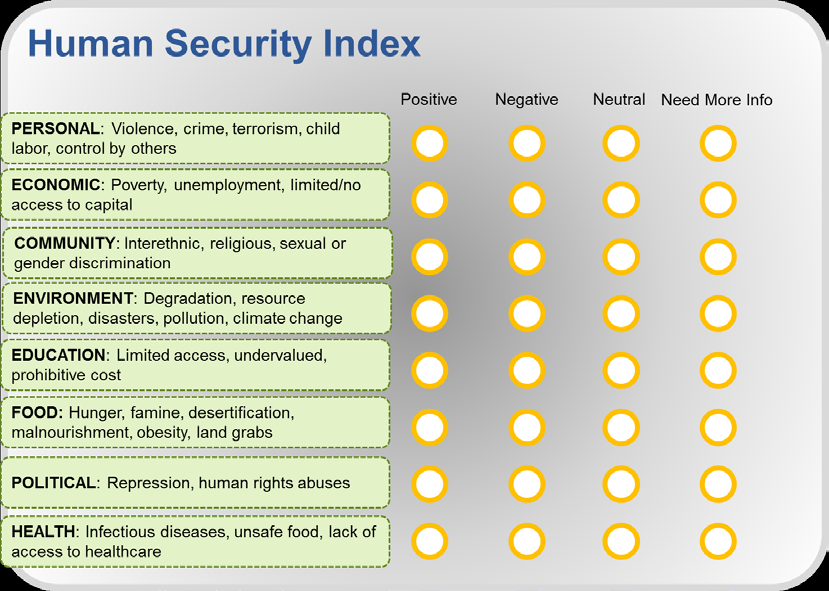 Human Security Index
Positive Negative Neutral Need More Info
PERSONAL: Violence, crime, terrorism, child
labor, control by others
ECONOMIC: Poverty, unemployment, limited/no
access to capital
COMMUNITY: Interethnic, religious, sexual or
gender discrimination
ENVIRONMENT: Degradation, resource
depletion, disasters, pollution, climate change
EDUCATION: Limited access, undervalued,
prohibitive cost
FOOD: Hunger, famine, desertification,
malnourishment, obesity, land grabs
POLITICAL: Repression, human rights abuses
HEALTH: Infectious diseases, unsafe food, lack of
access to healthcare